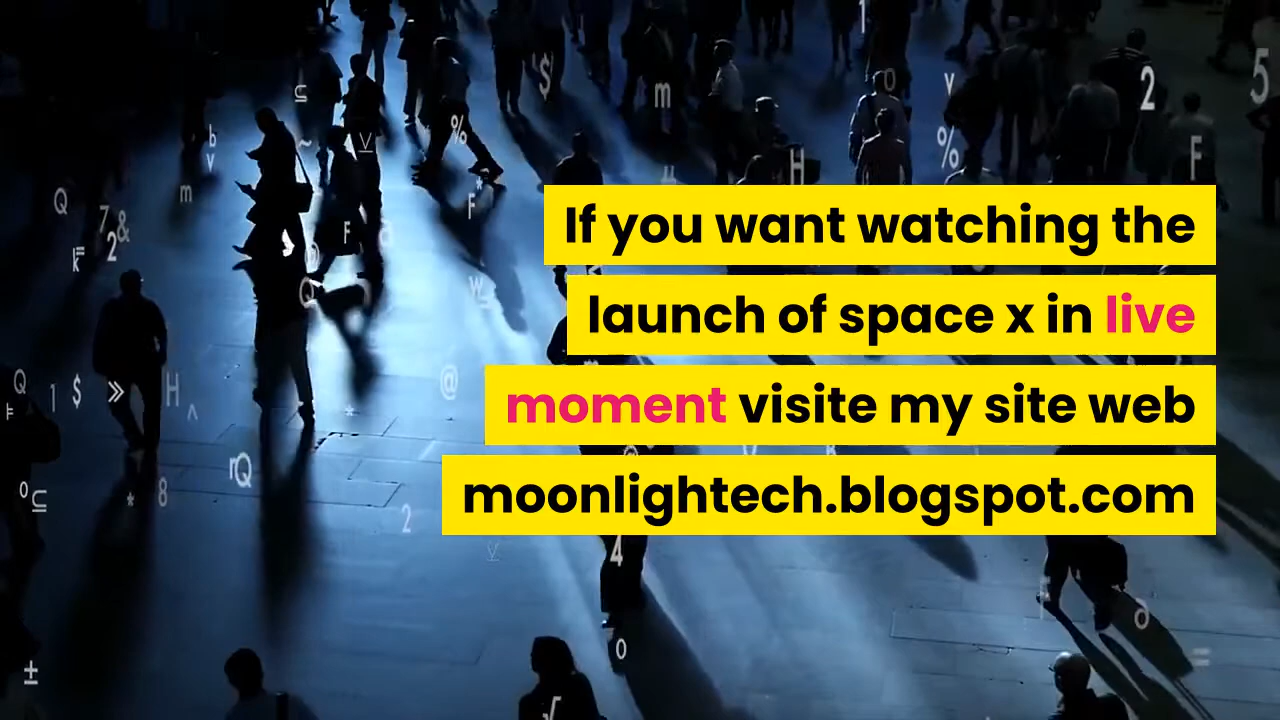 If you want watching the
launch of space x in live
moment visite my site web
moonlightech.blogspot.com